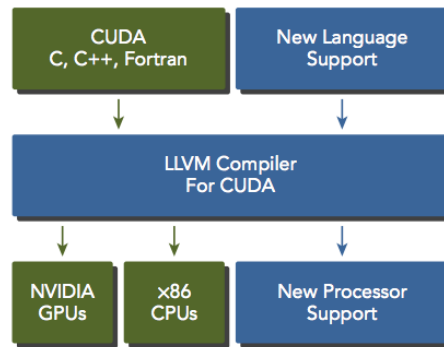 CUDA
C, C++, Fortran
New Language
Support
LLVM Compiler
For CUDA
NVIDIA
GPUs
x86
CPUs
New Processor
Support